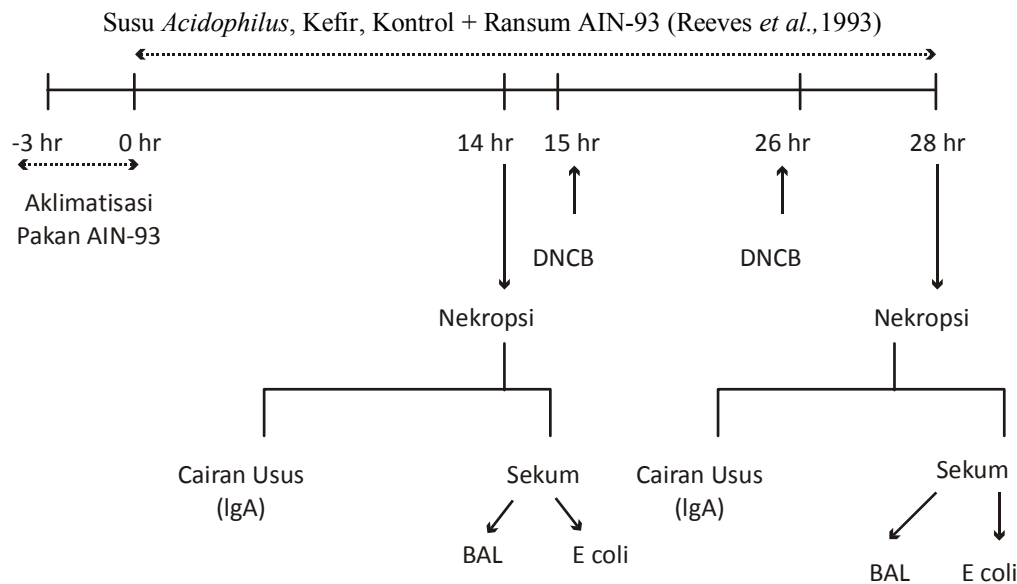 Susu Acidophilus, Kefir, Kontrol + Ransum AIN-93 (Reeves et al.,1993)
-3 hr 0 hr 14 hr 15 hr 26 hr 28 hr
Aklimatisasi
Pakan AIN-93
DNCB DNCB
Nekropsi Nekropsi
Cairan Usus
(IgA)
Sekum
BAL E coli
Cairan Usus
(IgA)
Sekum
BAL E coli